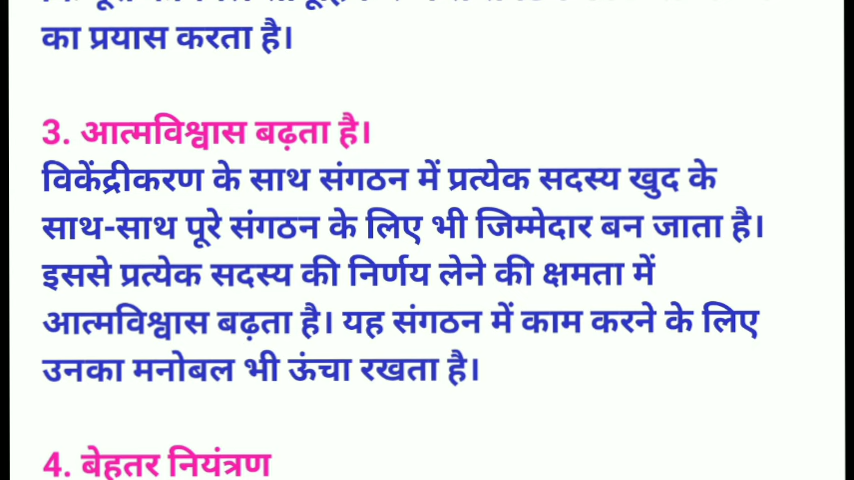 का प्रयास करता है।
3. आत्मविश्वास बढ़ता है।
विकेंद्रीकरण के साथ संगठन में प्रत्येक सदस्य खुद के
साथ-साथ पूरे संगठन के लिए भी जिम्मेदार बन जाता है।
इससे प्रत्येक सदस्य की निर्णय लेने की क्षमता में
आत्मविश्वास बढ़ता है। यह संगठन में काम करने के लिए
उनका मनोबल भी ऊंचा रखता है।
4. बेहतर नियंत्रण